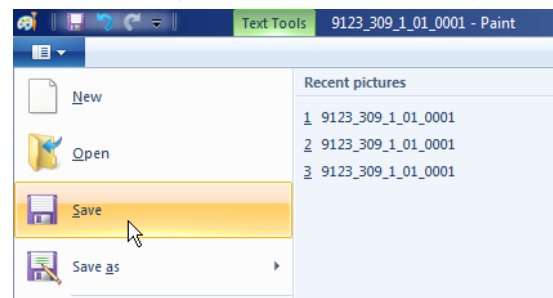 Text Tools 9123_309_1_01_0001 - Paint
Recent pictures
New
1 9123_309_1_01_0001
2 9123_309_1_01_0001
Open
3 9123_309_1_01_0001
Save
Save as